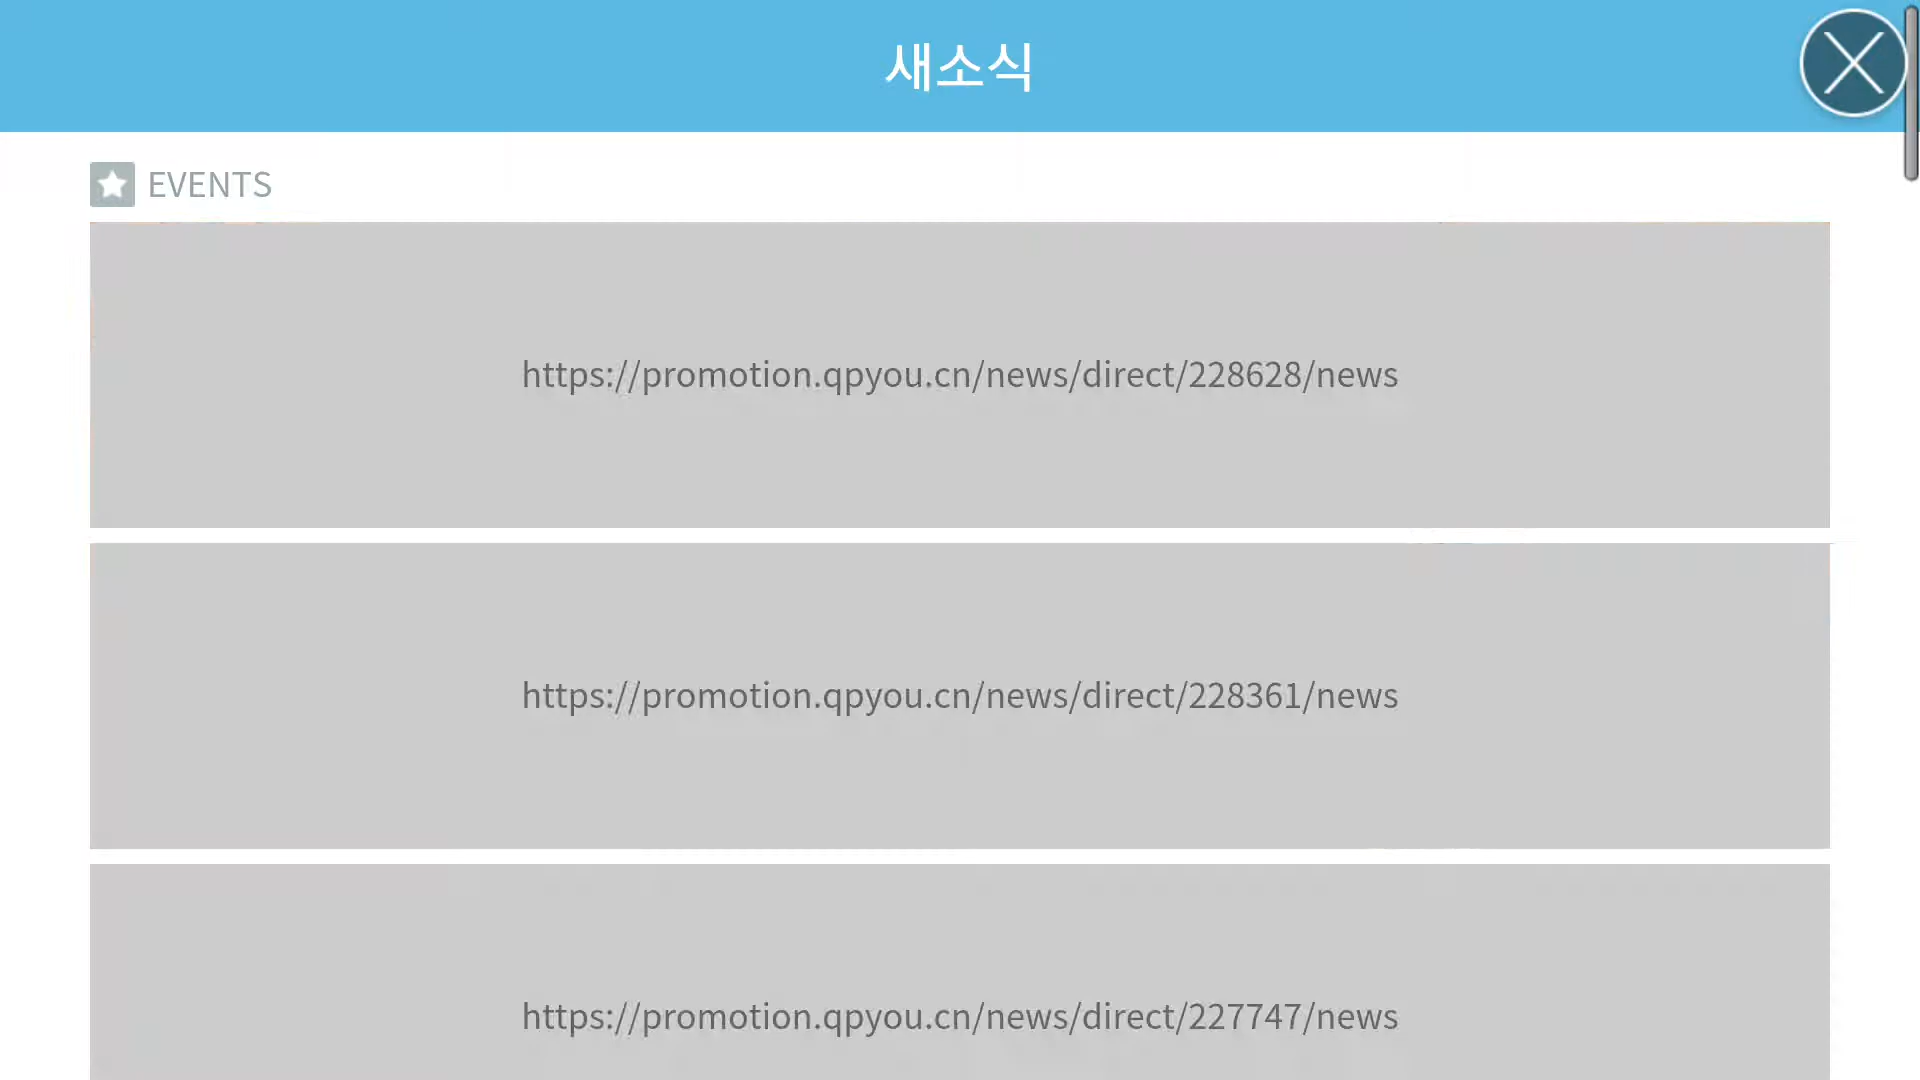 새소식
EVENTS
https://promotion.qpyou.cn/news/direct/228628/news
https://promotion.qpyou.cn/news/direct/228361/news
https://promotion.qpyou.cn/news/direct/227747/news